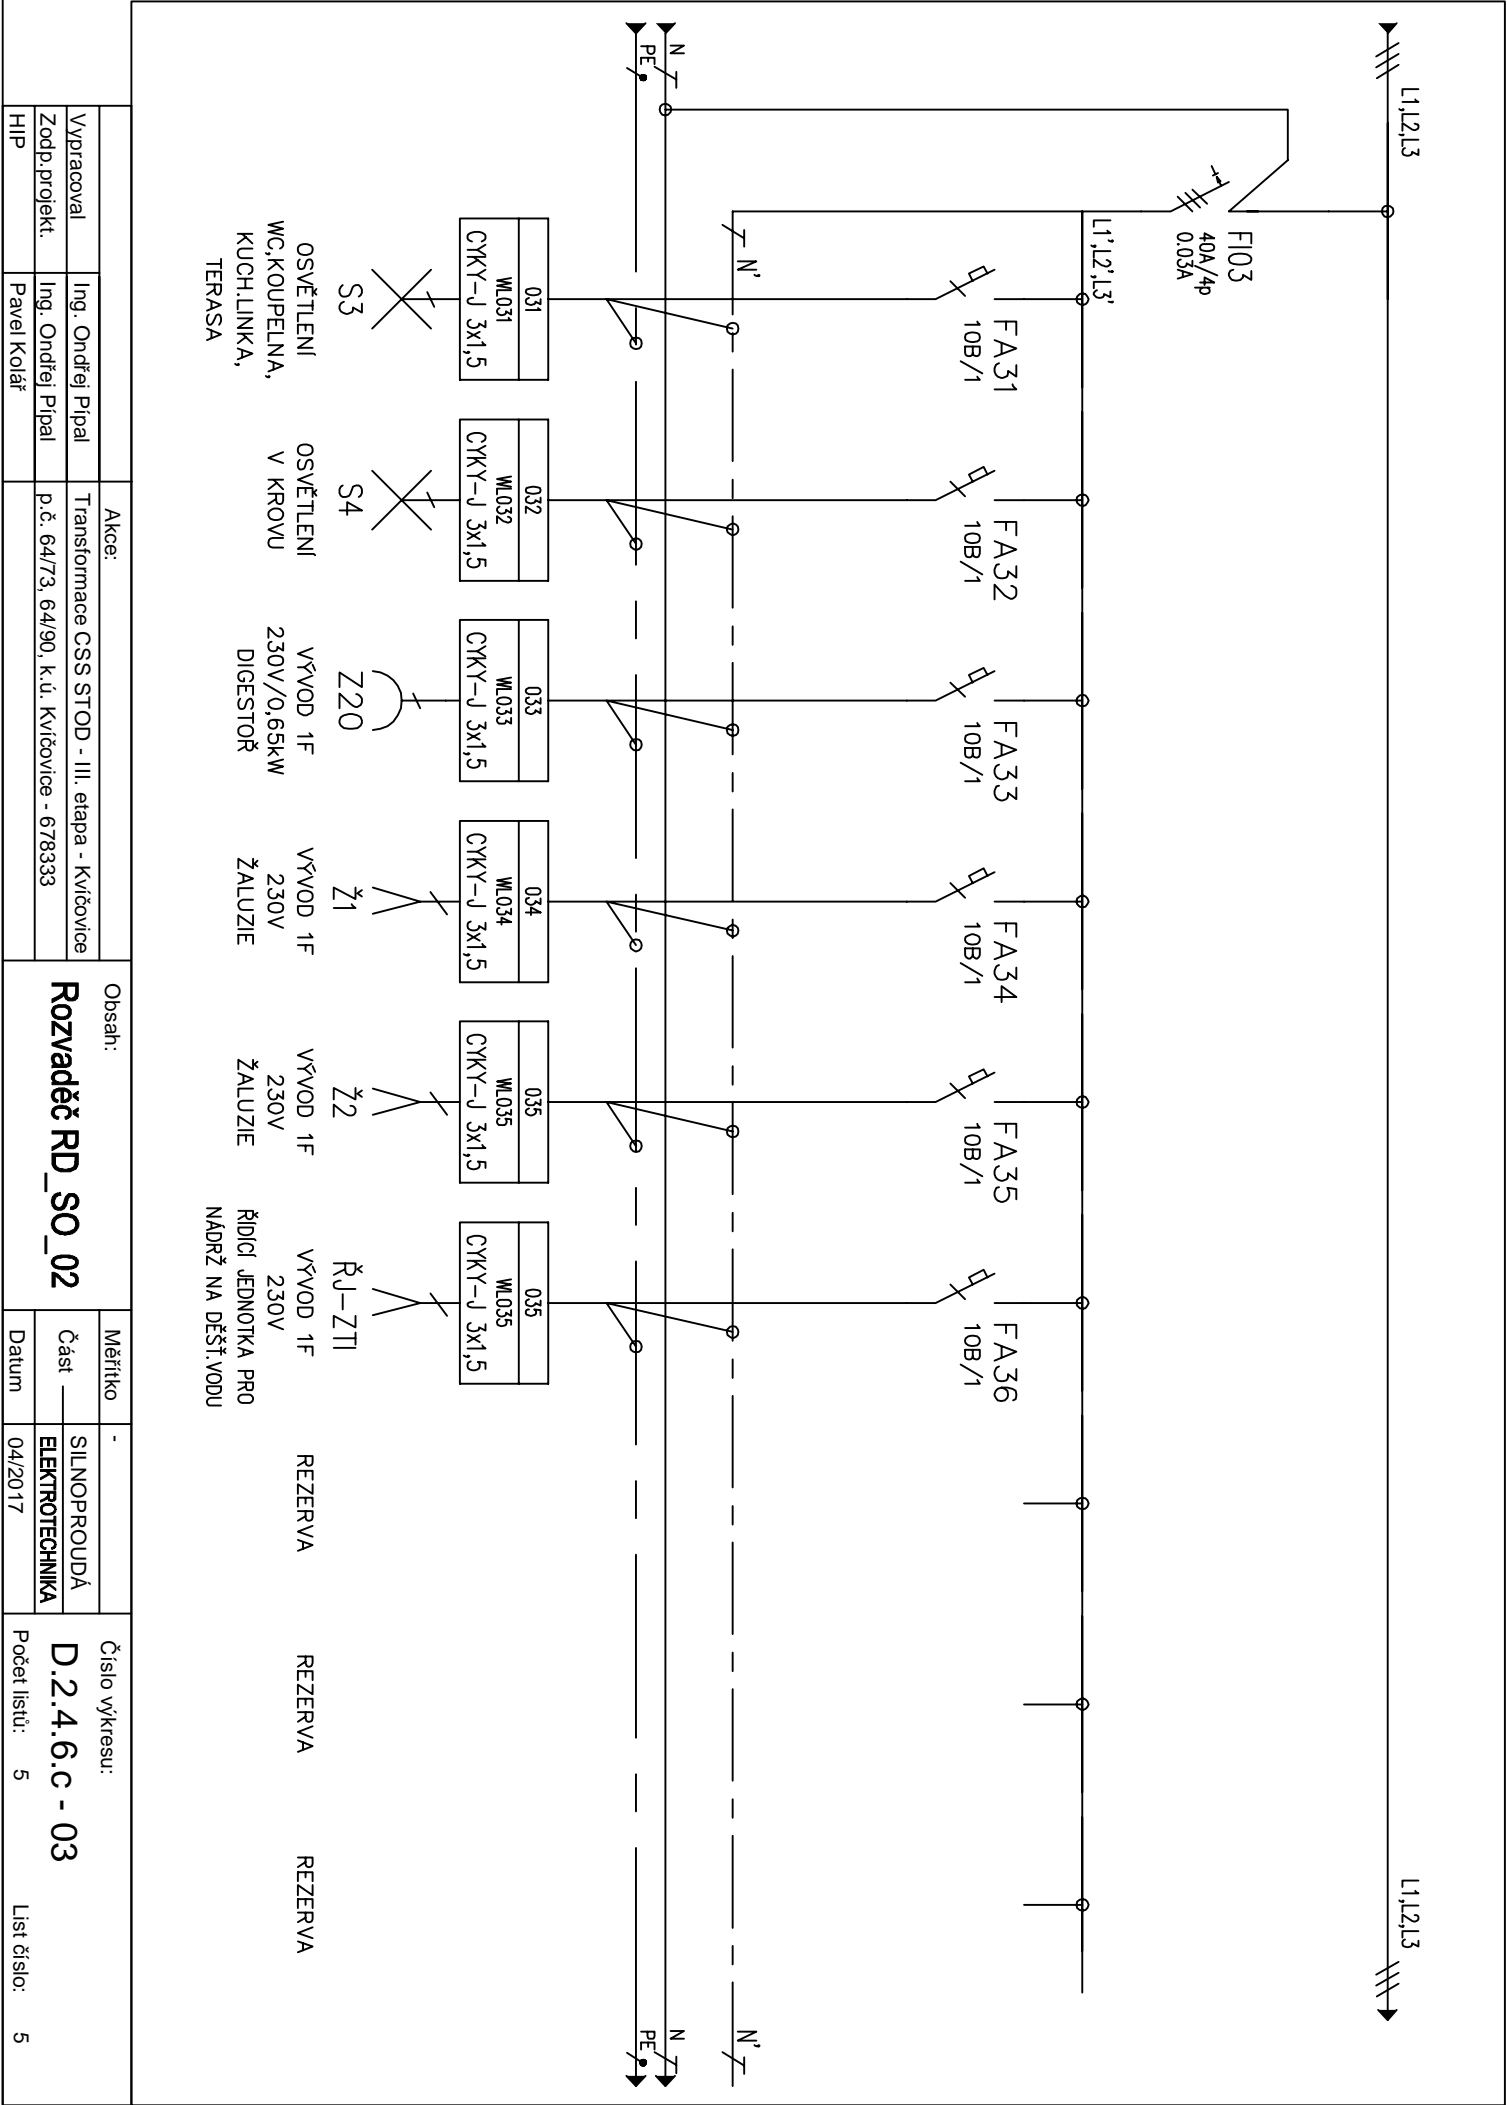 L1,L2,L3
L1,L2,L3
FI03
40A/4p
0.03A
L1',L2',L3'
FA31
10B/1
FA32
10B/1
FA33
10B/1
FA34
10B/1
FA35
10B/1
FA36
10B/1
N'
N'
N
PE
N
PE
031
WL031
CYKY-J 3x1,5
032
WL032
CYKY-J 3x1,5
033
WL033
CYKY-J 3x1,5
034
WL034
CYKY-J 3x1,5
035
WL035
CYKY-J 3x1,5
035
WL035
CYKY-J 3x1,5
S3
OSVĚTLENÍ
WC,KOUPELNA,
KUCH.LINKA,
TERASA
S4
OSVĚTLENÍ
V KROVU
Z20
VÝVOD 1F
230V/0,65kW
DIGESTOŘ
Ž1
VÝVOD 1F
230V
ŽALUZIE
Ž2
VÝVOD 1F
230V
ŽALUZIE
ŘJ-ZTI
VÝVOD 1F
230V
ŘÍDÍCÍ JEDNOTKA PRO
NÁDRŽ NA DEŠŤ.VODU
REZERVA
REZERVA
REZERVA
Vypracoval
Ing. Ondřej Pípal
Zodp.projekt.
Ing. Ondřej Pípal
HIP
Pavel Kolář
Akce:
Transformace CSS STOD - III. etapa - Kvíčovice
p.č. 64/73, 64/90, k.ú. Kvíčovice - 678333
Obsah:
Rozvaděč RD_SO_02
Měřítko
-
Část
SILNOPROUDÁ
ELEKTROTECHNIKA
Datum
04/2017
Číslo výkresu:
D.2.4.6.c - 03
Počet listů: 5
List číslo: 5